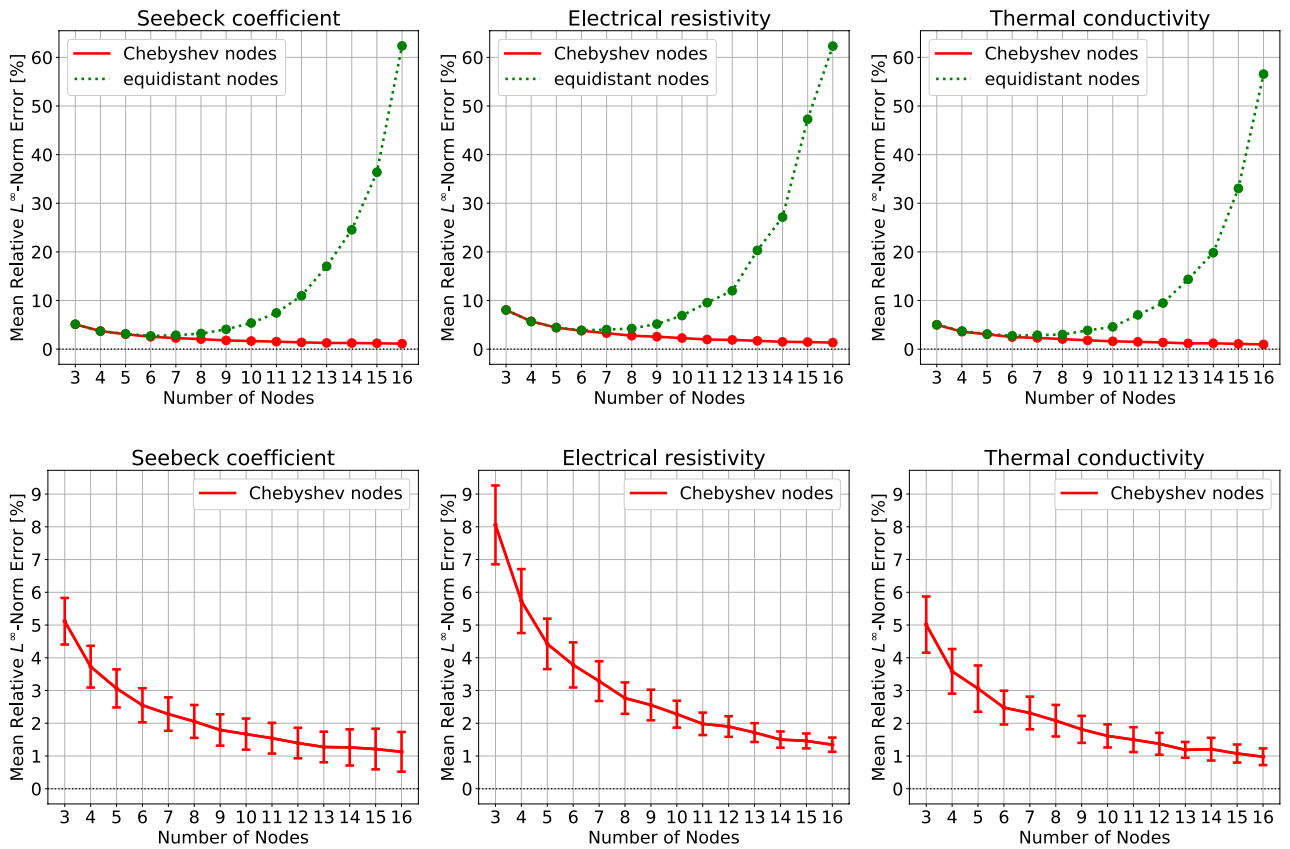 Seebeck coefficient
Mean Relative L^∞-Norm Error [%]
60
50
40
30
20
10
0
Chebyshev nodes
equidistant nodes
3 4 5 6 7 8 9 10 11 12 13 14 15 16
Number of Nodes
Electrical resistivity
Mean Relative L^∞-Norm Error [%]
60
50
40
30
20
10
0
Chebyshev nodes
equidistant nodes
3 4 5 6 7 8 9 10 11 12 13 14 15 16
Number of Nodes
Thermal conductivity
Mean Relative L^∞-Norm Error [%]
60
50
40
30
20
10
0
Chebyshev nodes
equidistant nodes
3 4 5 6 7 8 9 10 11 12 13 14 15 16
Number of Nodes
Seebeck coefficient
Mean Relative L^∞-Norm Error [%]
9
8
7
6
5
4
3
2
1
0
Chebyshev nodes
3 4 5 6 7 8 9 10 11 12 13 14 15 16
Number of Nodes
Electrical resistivity
Mean Relative L^∞-Norm Error [%]
9
8
7
6
5
4
3
2
1
0
Chebyshev nodes
3 4 5 6 7 8 9 10 11 12 13 14 15 16
Number of Nodes
Thermal conductivity
Mean Relative L^∞-Norm Error [%]
9
8
7
6
5
4
3
2
1
0
Chebyshev nodes
3 4 5 6 7 8 9 10 11 12 13 14 15 16
Number of Nodes